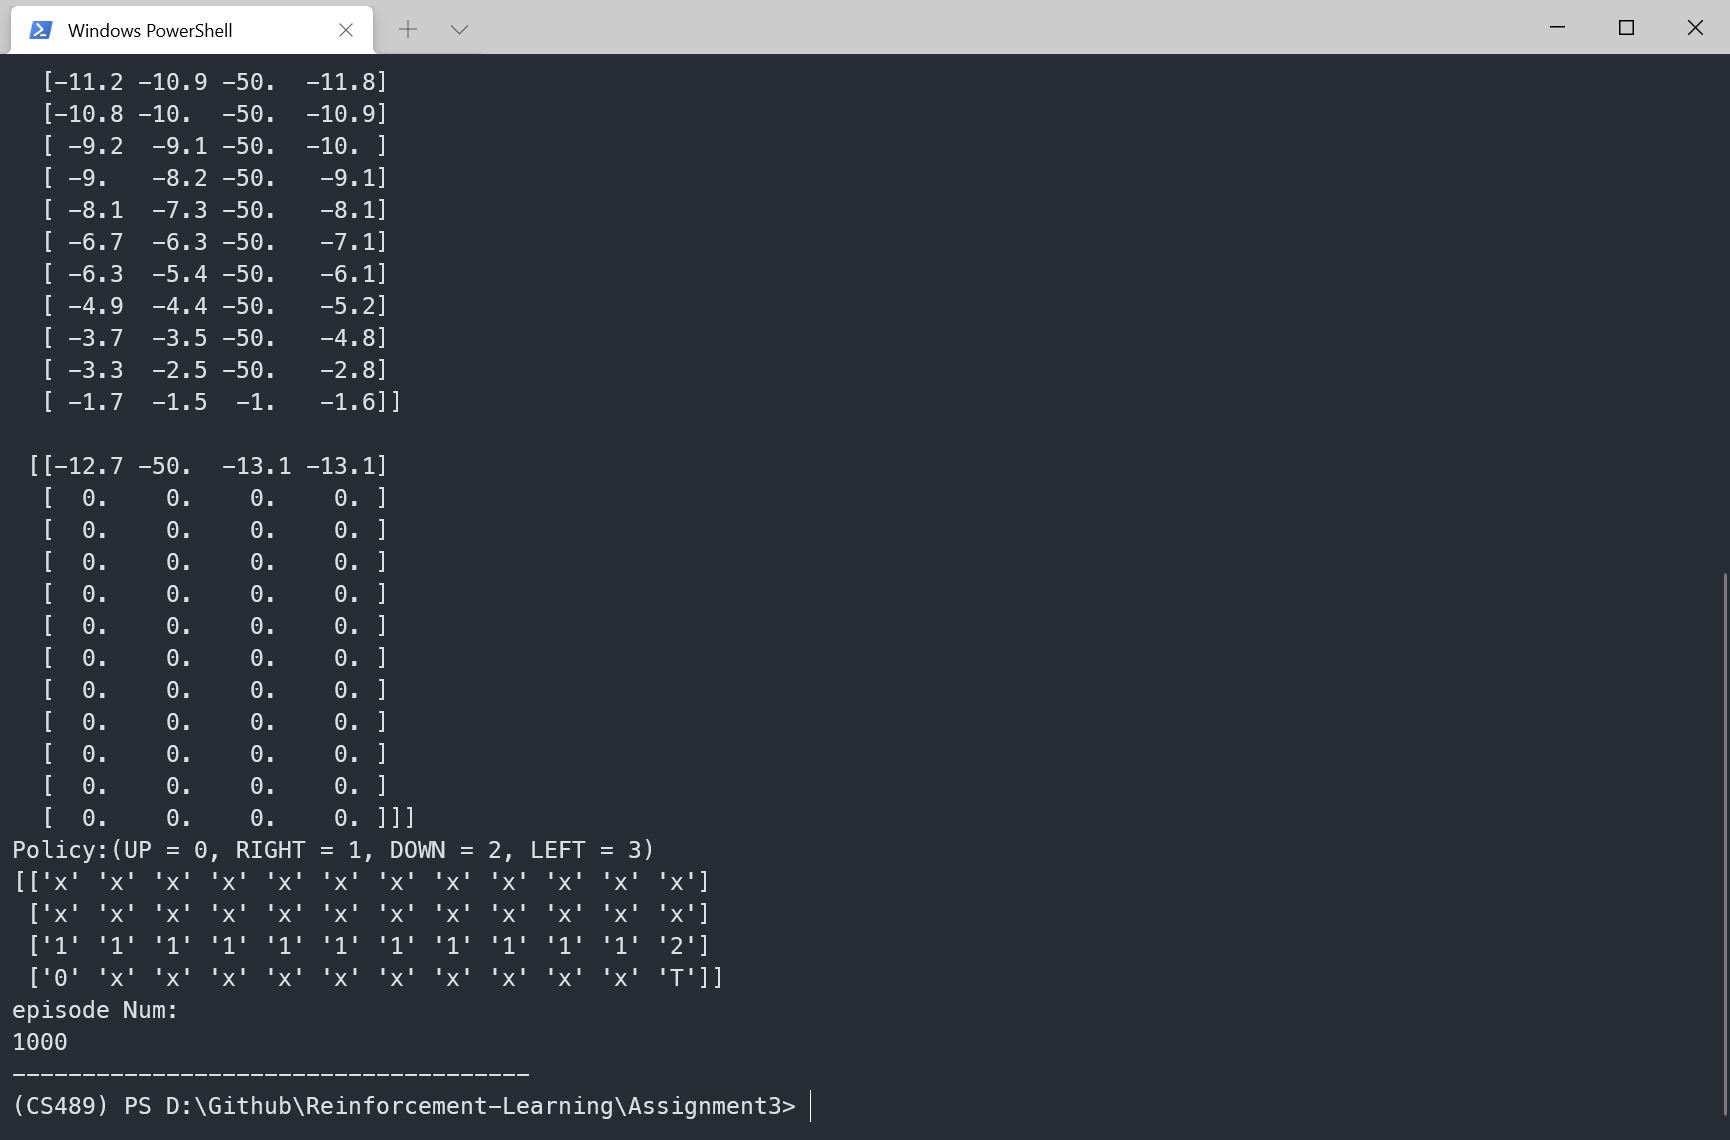 Windows PowerShell
[-11.2 -10.9 -50.  -11.8]
[-10.8 -10.  -50.  -10.9]
[ -9.2  -9.1 -50.  -10. ]
[ -9.   -8.2 -50.   -9.1]
[ -8.1  -7.3 -50.   -8.1]
[ -6.7  -6.3 -50.   -7.1]
[ -6.3  -5.4 -50.   -6.1]
[ -4.9  -4.4 -50.   -5.2]
[ -3.7  -3.5 -50.   -4.8]
[ -3.3  -2.5 -50.   -2.8]
[ -1.7  -1.5  -1.   -1.6]]
[[-12.7 -50.  -13.1 -13.1]
[  0.    0.    0.    0. ]
[  0.    0.    0.    0. ]
[  0.    0.    0.    0. ]
[  0.    0.    0.    0. ]
[  0.    0.    0.    0. ]
[  0.    0.    0.    0. ]
[  0.    0.    0.    0. ]
[  0.    0.    0.    0. ]
[  0.    0.    0.    0. ]
[  0.    0.    0.    0. ]
[  0.    0.    0.    0. ]]]
Policy:(UP = 0, RIGHT = 1, DOWN = 2, LEFT = 3)
[['x' 'x' 'x' 'x' 'x' 'x' 'x' 'x' 'x' 'x' 'x' 'x']
['x' 'x' 'x' 'x' 'x' 'x' 'x' 'x' 'x' 'x' 'x' 'x']
['1' '1' '1' '1' '1' '1' '1' '1' '1' '1' '1' '2']
['0' 'x' 'x' 'x' 'x' 'x' 'x' 'x' 'x' 'x' 'x' 'T']]
episode Num:
1000
-------------------------------------
(CS489) PS D:\Github\Reinforcement-Learning\Assignment3>